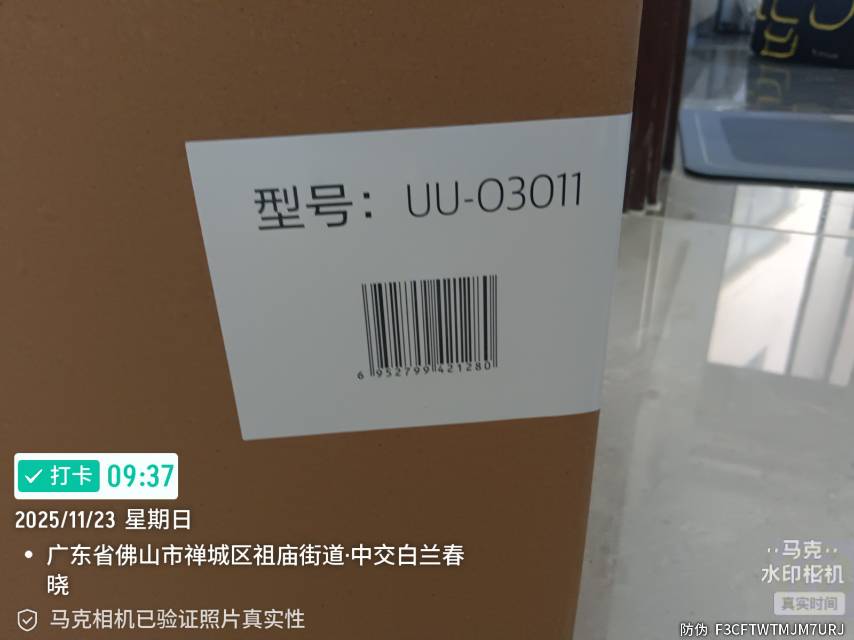 型号：UU-03011
6 952799 421280
打卡 09:37
2025/11/23 星期日
广东省佛山市禅城区祖庙街道·中交白兰春
晓
马克相机已验证照片真实性
马克
水印相机
真实时间
防伪 F3CFTWTMJM7URJ